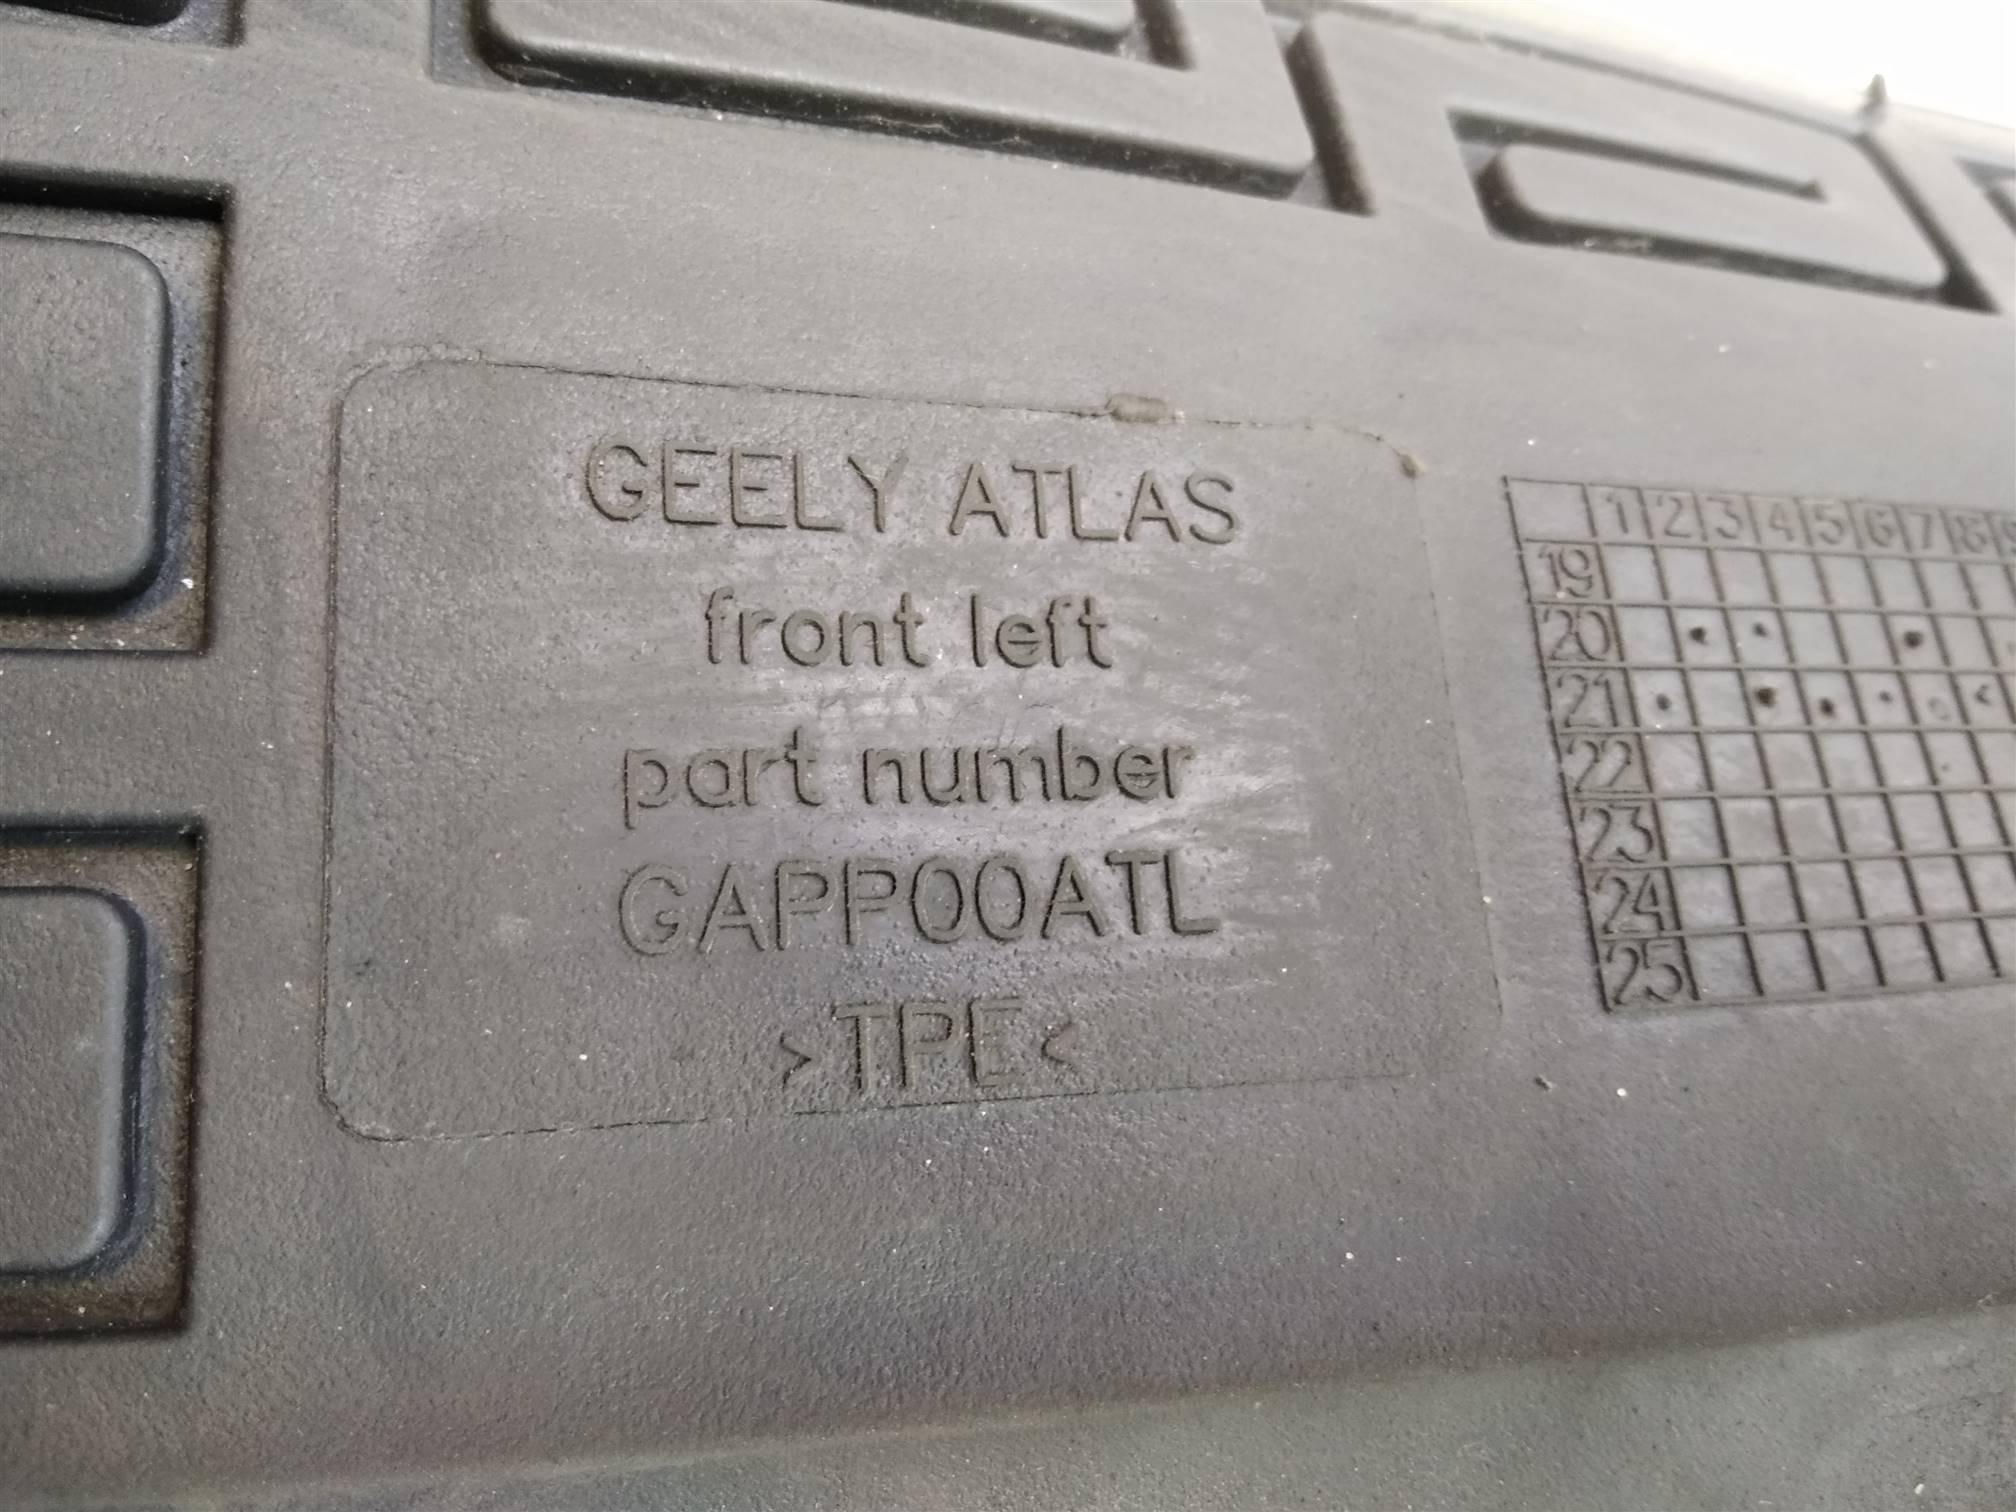 GEELY ATLAS
front left
part number
GAPP00ATL
>TPE<
1 2 3 4 5 6 7 8 9
19
20
21
22
23
24
25